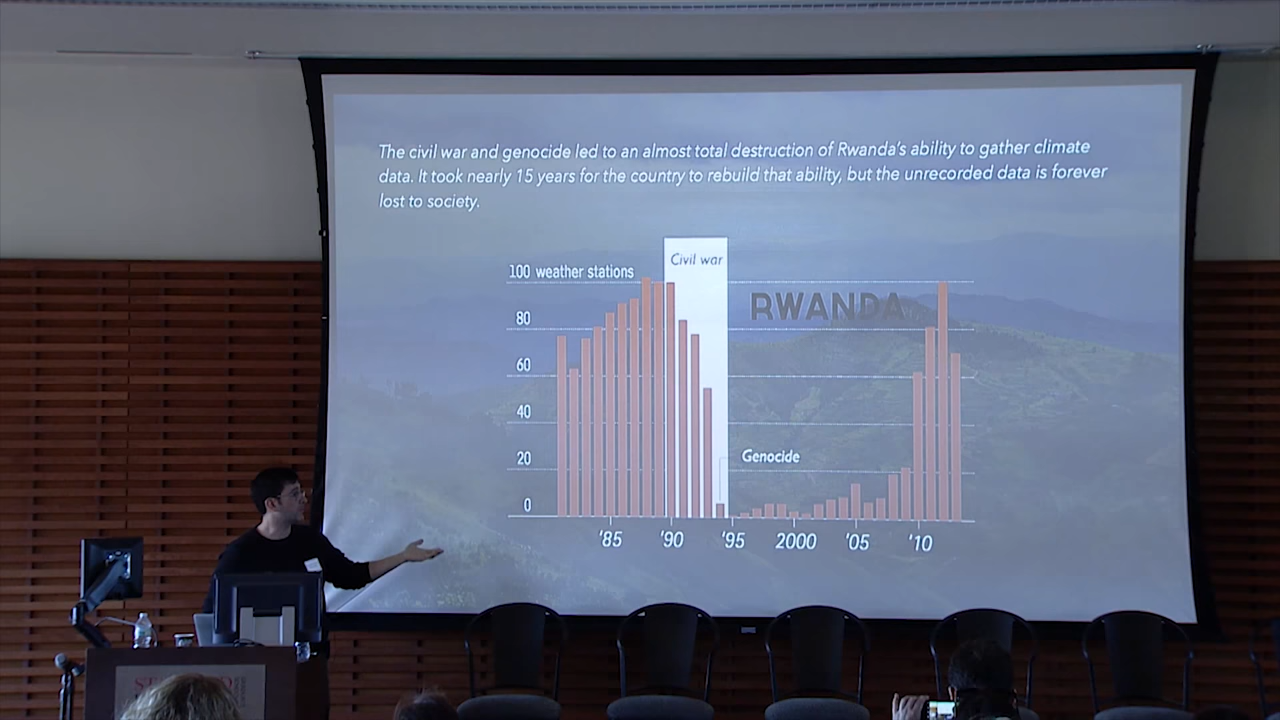 The civil war and genocide led to an almost total destruction of Rwanda's ability to gather climate
data. It took nearly 15 years for the country to rebuild that ability, but the unrecorded data is forever
lost to society.
Civil war
100 weather stations
RWANDA
80
60
40
Genocide
20
0
'85 '90 '95 2000 '05 '10